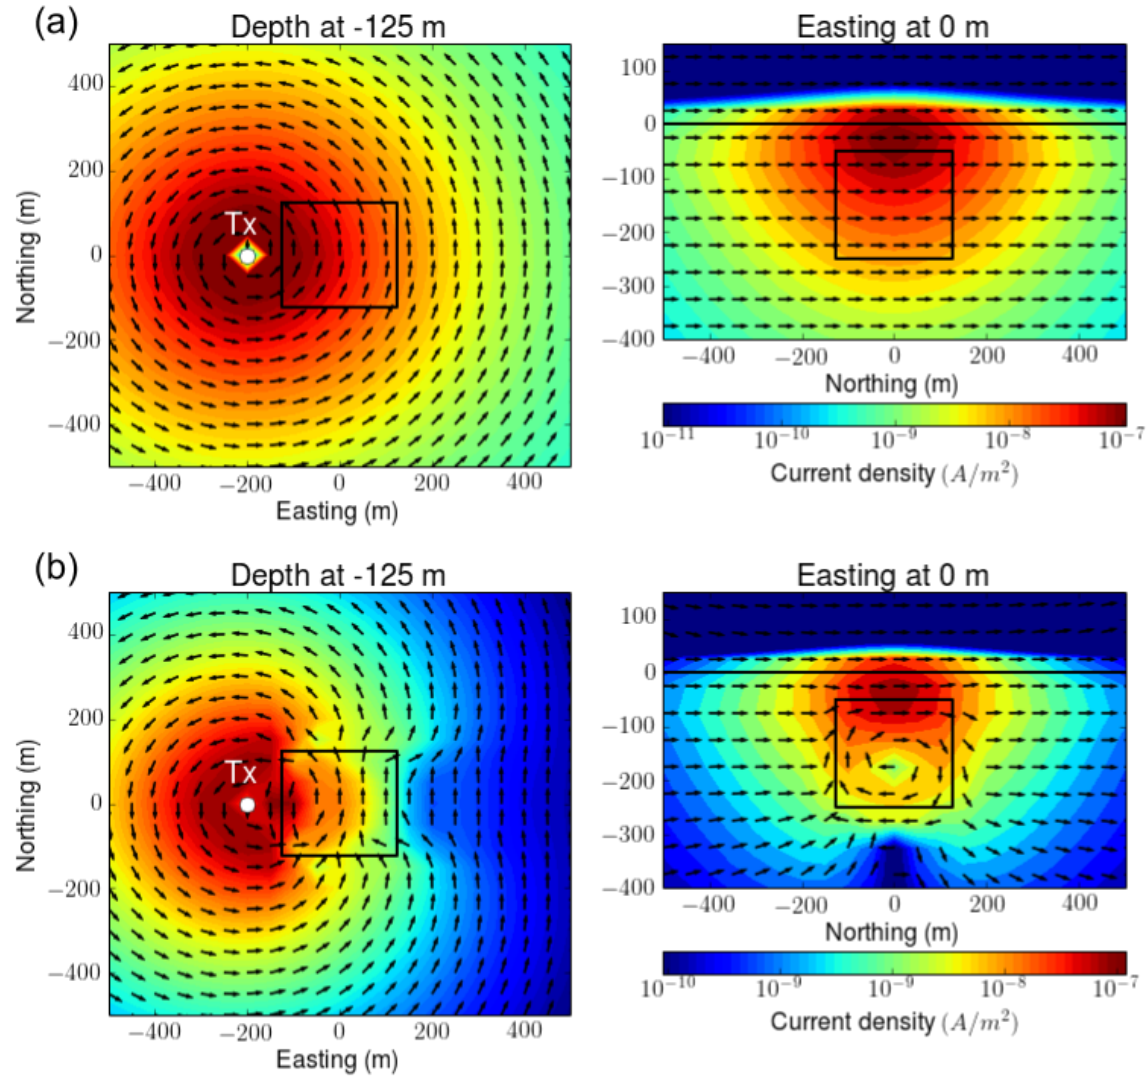 (a)
Depth at -125 m
Easting at 0 m
Northing (m)
400
200
0
−200
−400
Tx
−400 −200 0 200 400
Easting (m)
100
0
−100
−200
−300
−400
−400 −200 0 200 400
Northing (m)
10^{-11} 10^{-10} 10^{-9} 10^{-8} 10^{-7}
Current density (A/m^2)
(b)
Depth at -125 m
Easting at 0 m
Northing (m)
400
200
0
−200
−400
Tx
−400 −200 0 200 400
Easting (m)
100
0
−100
−200
−300
−400
−400 −200 0 200 400
Northing (m)
10^{-10} 10^{-9} 10^{-8} 10^{-7}
Current density (A/m^2)